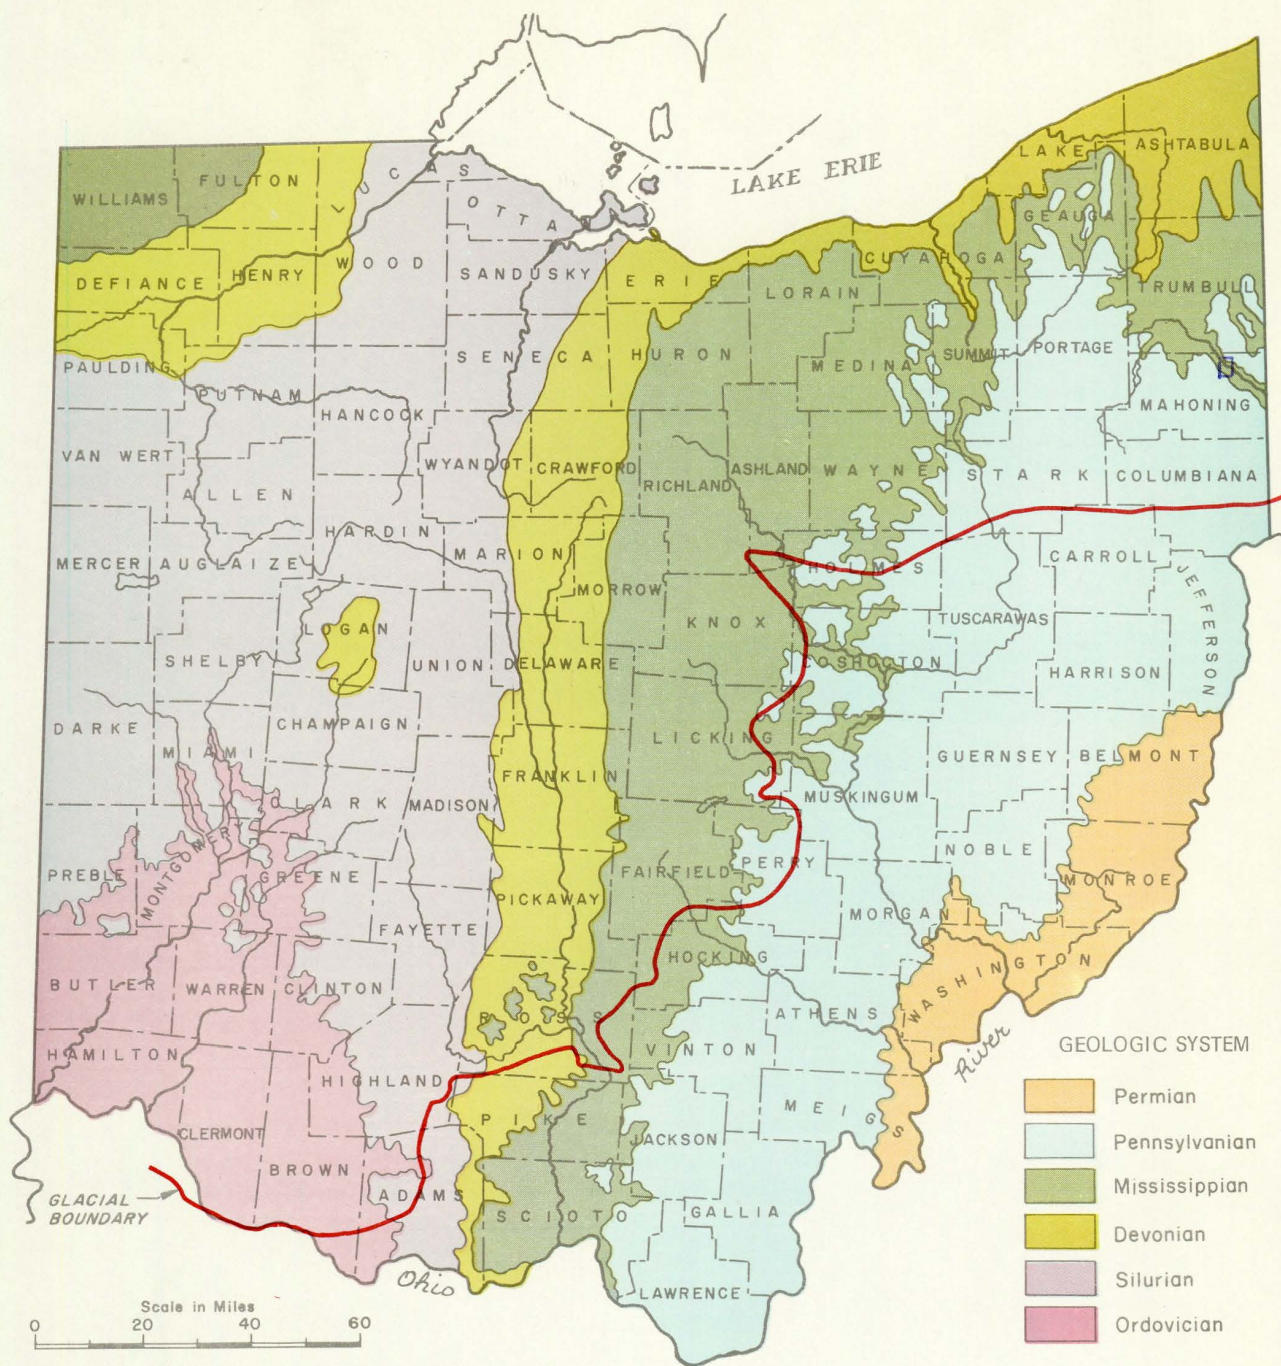 LAKE ERIE
WILLIAMS
FULTON
LUCAS
OTTAWA
LAKE
ASHTABULA
GEAUGA
DEFIANCE
HENRY
WOOD
SANDUSKY
ERIE
LORAIN
CUYAHOGA
TRUMBULL
PAULDING
PUTNAM
HANCOCK
SENECA
HURON
MEDINA
SUMMIT
PORTAGE
MAHONING
VAN WERT
ALLEN
WYANDOT
CRAWFORD
RICHLAND
ASHLAND
WAYNE
STARK
COLUMBIANA
MERCER
AUGLAIZE
HARDIN
MARION
MORROW
HOLMES
CARROLL
JEFFERSON
LOGAN
SHELBY
UNION
DELAWARE
KNOX
COSHOCTON
TUSCARAWAS
HARRISON
DARKE
MIAMI
CHAMPAIGN
LICKING
GUERNSEY
BELMONT
CLARK
MADISON
FRANKLIN
MUSKINGUM
PREBLE
MONTGOMERY
GREENE
FAYETTE
PICKAWAY
FAIRFIELD
PERRY
NOBLE
MONROE
MORGAN
BUTLER
WARREN
CLINTON
ROSS
HOCKING
ATHENS
WASHINGTON
HAMILTON
HIGHLAND
VINTON
MEIGS
CLERMONT
BROWN
PIKE
JACKSON
ADAMS
SCIOTO
GALLIA
LAWRENCE
Ohio
River
GLACIAL
BOUNDARY
GEOLOGIC SYSTEM
Permian
Pennsylvanian
Mississippian
Devonian
Silurian
Ordovician
Scale in Miles
0 20 40 60